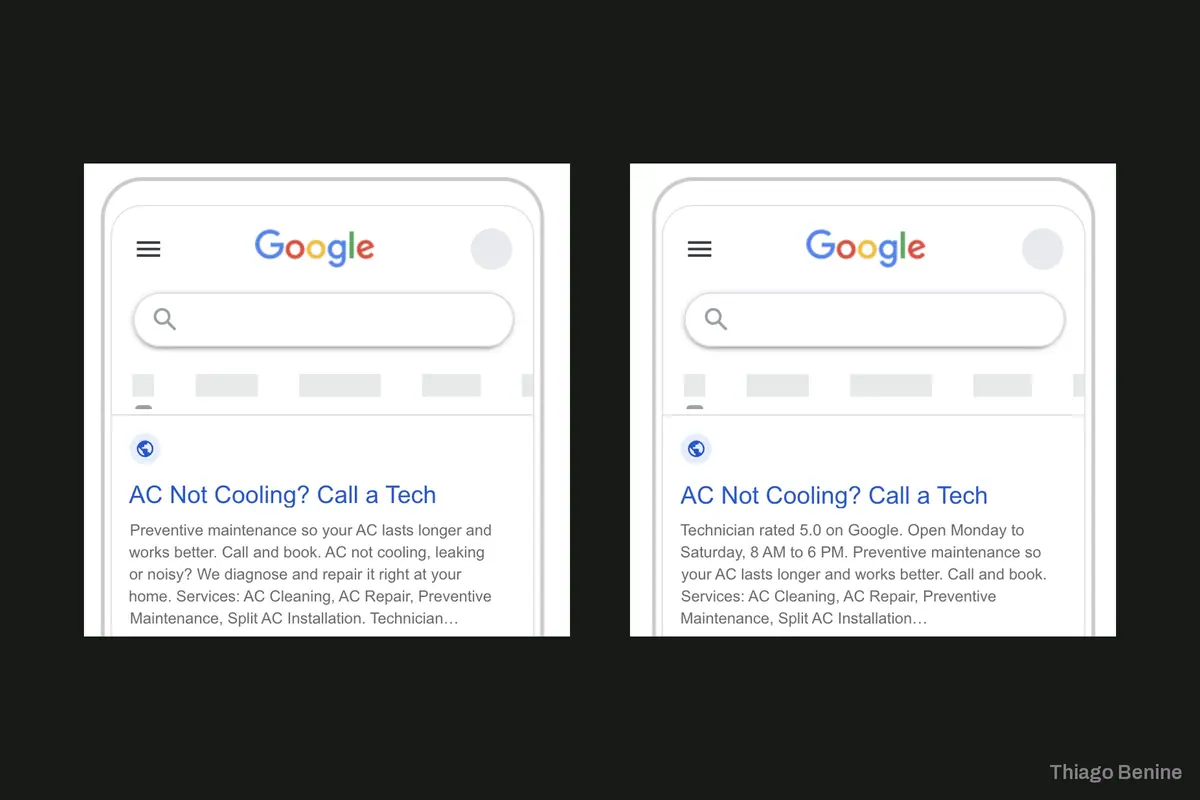 Google
AC Not Cooling? Call a Tech
Preventive maintenance so your AC lasts longer and
works better. Call and book. AC not cooling, leaking
or noisy? We diagnose and repair it right at your
home. Services: AC Cleaning, AC Repair, Preventive
Maintenance, Split AC Installation. Technician…
Google
AC Not Cooling? Call a Tech
Technician rated 5.0 on Google. Open Monday to
Saturday, 8 AM to 6 PM. Preventive maintenance so
your AC lasts longer and works better. Call and book.
Services: AC Cleaning, AC Repair, Preventive
Maintenance, Split AC Installation…
Thiago Benine